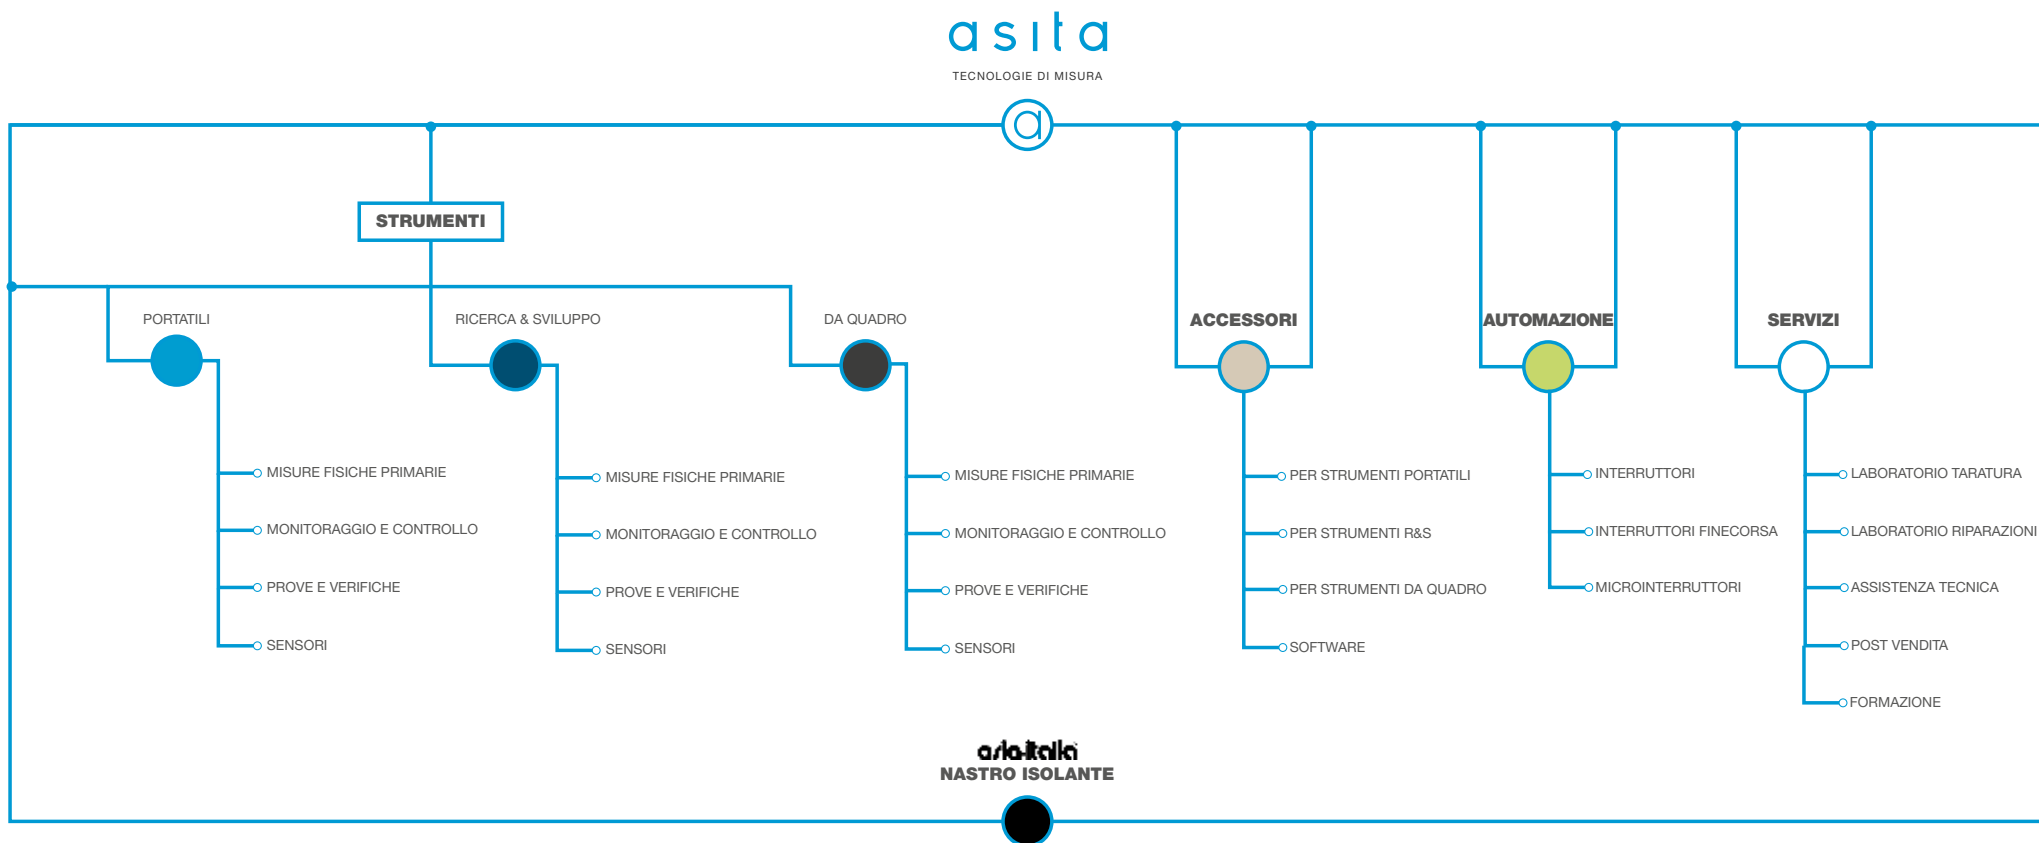 asita
TECNOLOGIE DI MISURA
a
STRUMENTI
PORTATILI
RICERCA & SVILUPPO
DA QUADRO
ACCESSORI
AUTOMAZIONE
SERVIZI
MISURE FISICHE PRIMARIE
MONITORAGGIO E CONTROLLO
PROVE E VERIFICHE
SENSORI
MISURE FISICHE PRIMARIE
MONITORAGGIO E CONTROLLO
PROVE E VERIFICHE
SENSORI
MISURE FISICHE PRIMARIE
MONITORAGGIO E CONTROLLO
PROVE E VERIFICHE
SENSORI
PER STRUMENTI PORTATILI
PER STRUMENTI R&S
PER STRUMENTI DA QUADRO
SOFTWARE
INTERRUTTORI
INTERRUTTORI FINECORSA
MICROINTERRUTTORI
LABORATORIO TARATURA
LABORATORIO RIPARAZIONI
ASSISTENZA TECNICA
POST VENDITA
FORMAZIONE
NASTRO ISOLANTE